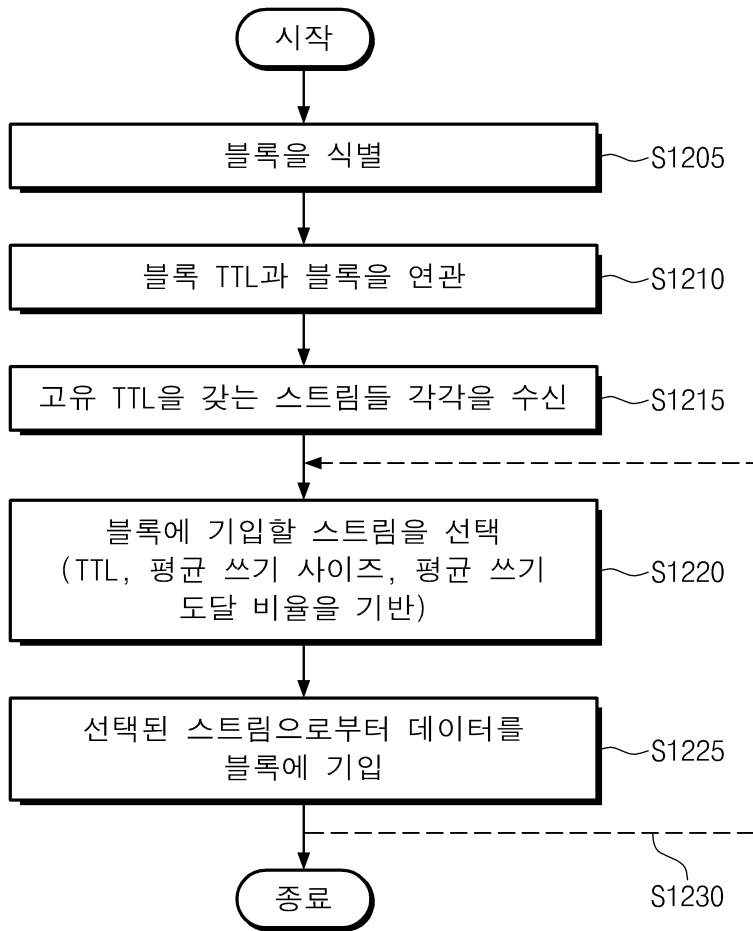 시작
블록을 식별
S1205
블록 TTL과 블록을 연관
S1210
고유 TTL을 갖는 스트림들 각각을 수신
S1215
블록에 기입할 스트림을 선택
(TTL, 평균 쓰기 사이즈, 평균 쓰기
도달 비율을 기반)
S1220
선택된 스트림으로부터 데이터를
블록에 기입
S1225
종료
S1230